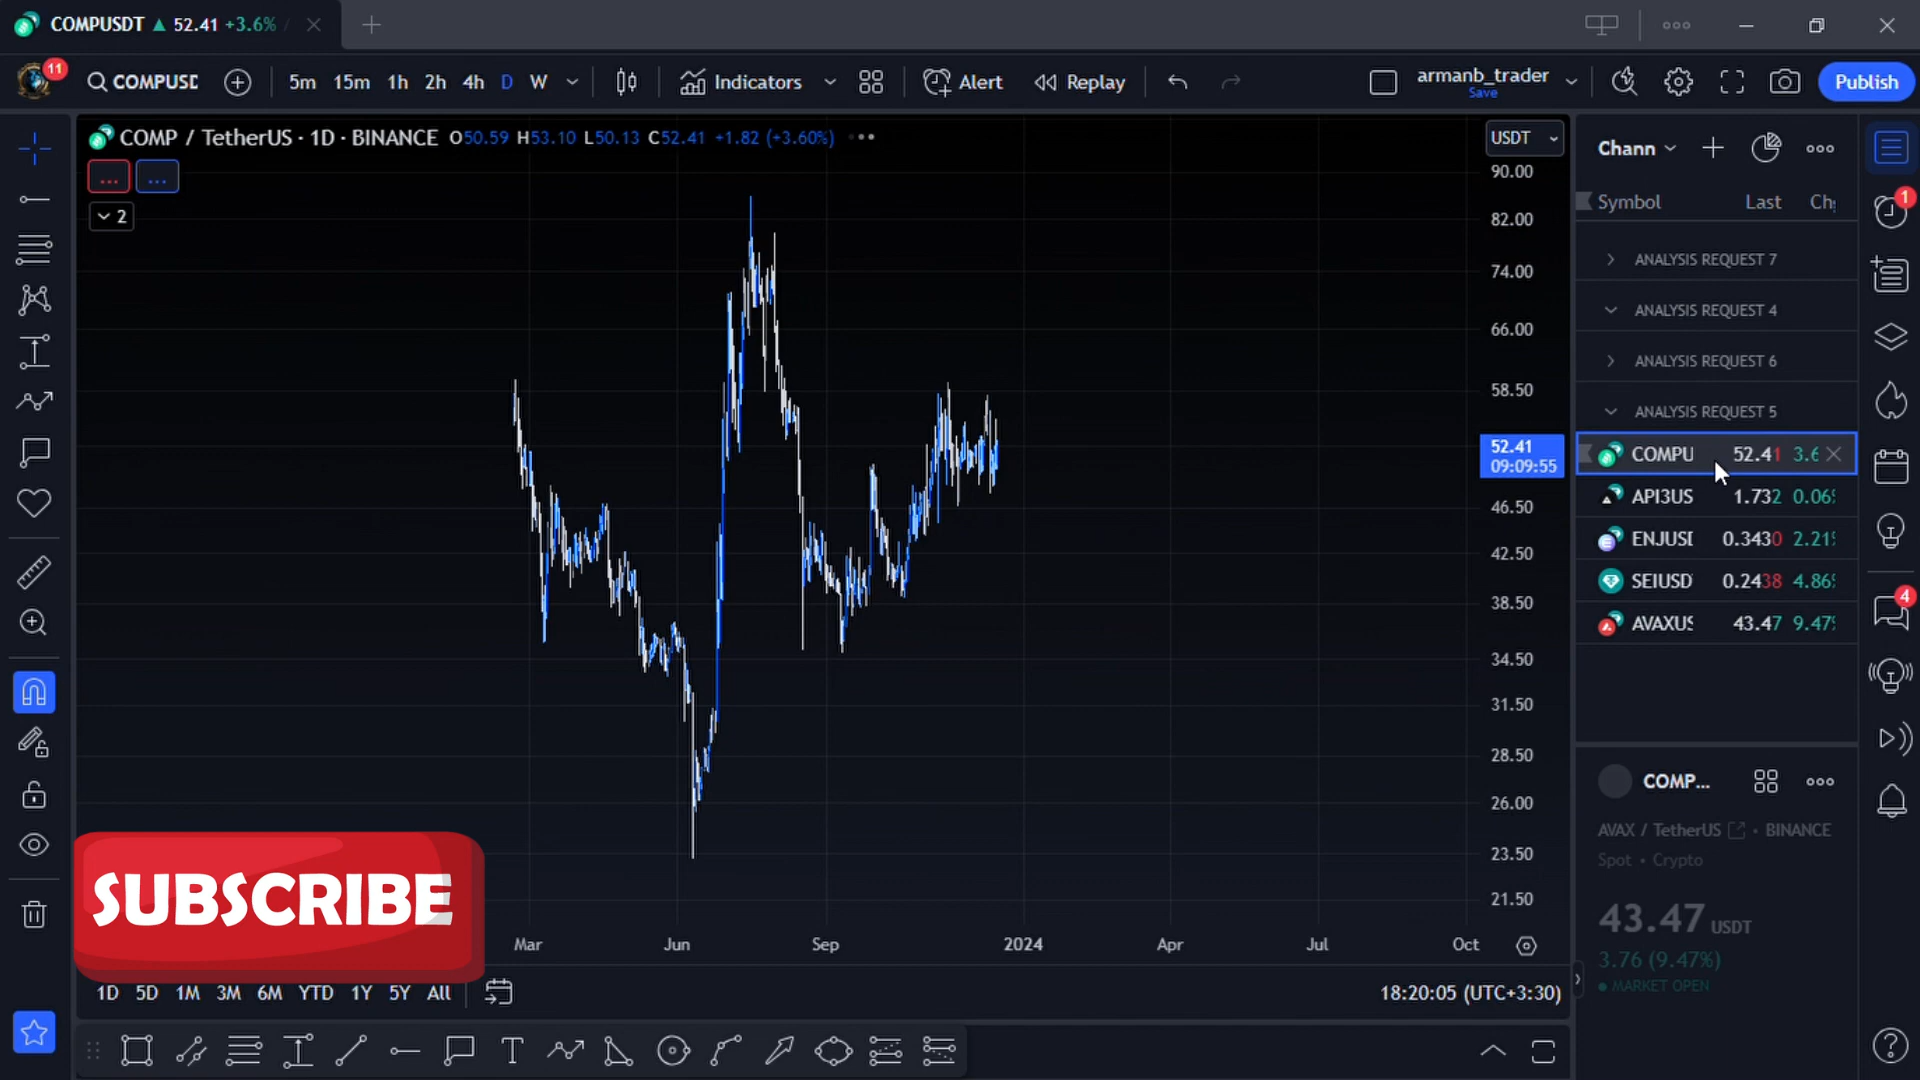 COMPUSDT ▲ 52.41 +3.6% /
11
COMPUSD
5m 15m 1h 2h 4h D W
Indicators
Alert
Replay
armanb_trader
Save
Publish
COMP / TetherUS · 1D · BINANCE O50.59 H53.10 L50.13 C52.41 +1.82 (+3.60%)
... ...
2
USDT
90.00
82.00
74.00
66.00
58.50
52.41
09:09:55
46.50
42.50
38.50
34.50
31.50
28.50
26.00
23.50
21.50
Mar Jun Sep 2024 Apr Jul Oct
SUBSCRIBE
1D 5D 1M 3M 6M YTD 1Y 5Y All
18:20:05 (UTC+3:30)
T
Chann
Symbol Last Chg
ANALYSIS REQUEST 7
ANALYSIS REQUEST 4
ANALYSIS REQUEST 6
ANALYSIS REQUEST 5
COMPU 52.41 3.6
API3US 1.732 0.06%
ENJUSD 0.3430 2.21%
SEIUSD 0.2438 4.86%
AVAXUS 43.47 9.47%
COMP...
AVAX / TetherUS • BINANCE
Spot • Crypto
43.47 USDT
3.76 (9.47%)
MARKET OPEN
1
4